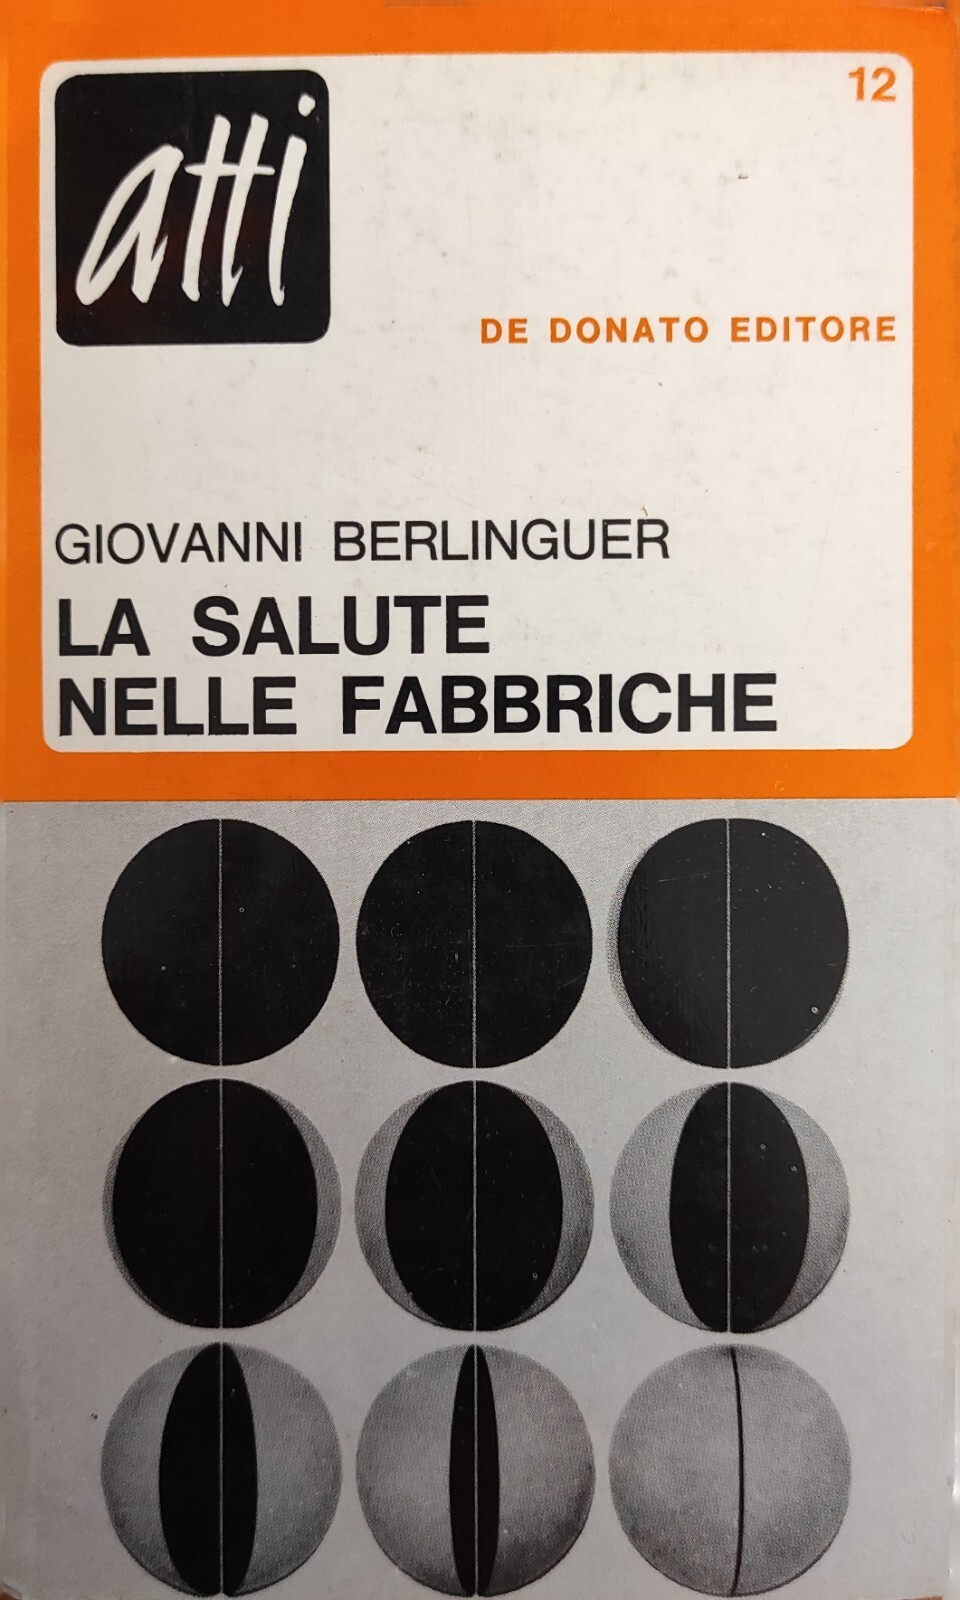 atti
12
DE DONATO EDITORE
GIOVANNI BERLINGUER
LA SALUTE
NELLE FABBRICHE